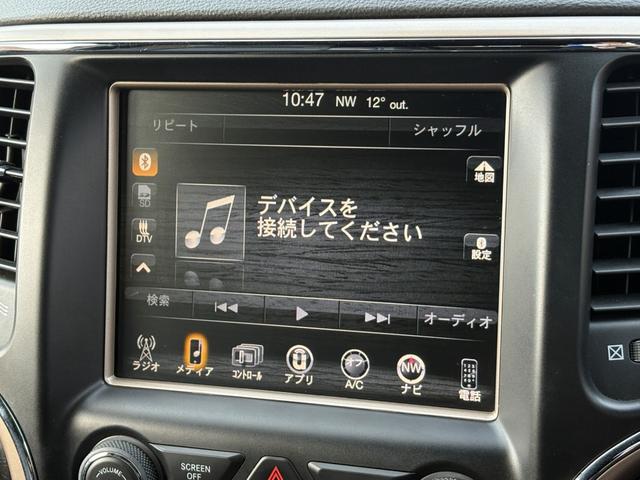 10:47 NW 12° out.
リピート シャッフル
地図
SD
デバイスを
接続してください
DTV
設定
検索 オーディオ
オフ NW
ラジオ メディア コントロール アプリ A/C ナビ 電話
VOLUME
SCREEN
OFF